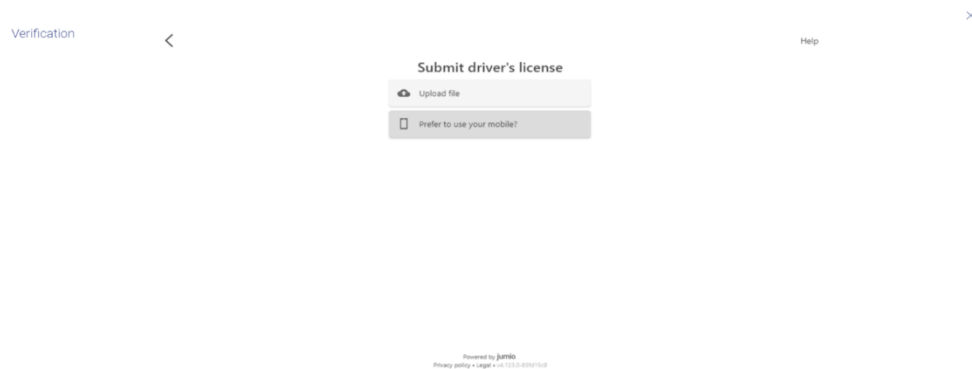 Verification
Help
Submit driver's license
Upload file
Prefer to use your mobile?
Powered by jumio
Privacy policy • Legal •